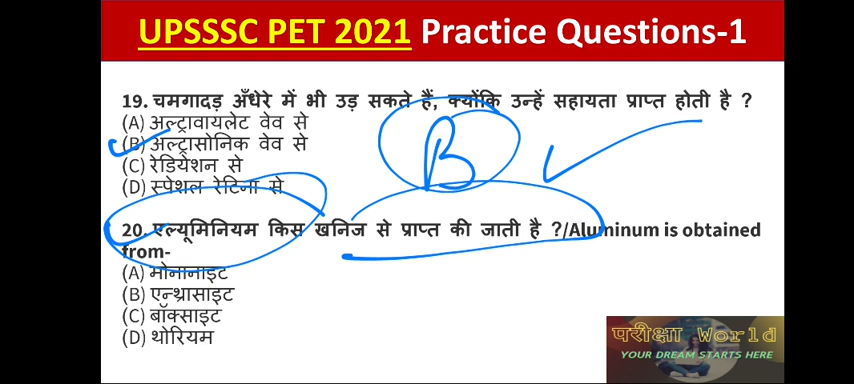 UPSSSC PET 2021 Practice Questions-1
19. चमगादड़ अँधेरे में भी उड़ सकते हैं, क्योंकि उन्हें सहायता प्राप्त होती है ?
(A) अल्ट्रावायलेट वेव से
(B) अल्ट्रासोनिक वेव से
B
(C) रेडियेशन से
(D) स्पेशल रेटिना से
20. एल्यूमिनियम किस खनिज से प्राप्त की जाती है ?/Aluminum is obtained
from-
(A) मोनानाइट
(B) एन्थ्रासाइट
(C) बॉक्साइट
(D) थोरियम
परीक्षा World
YOUR DREAM STARTS HERE